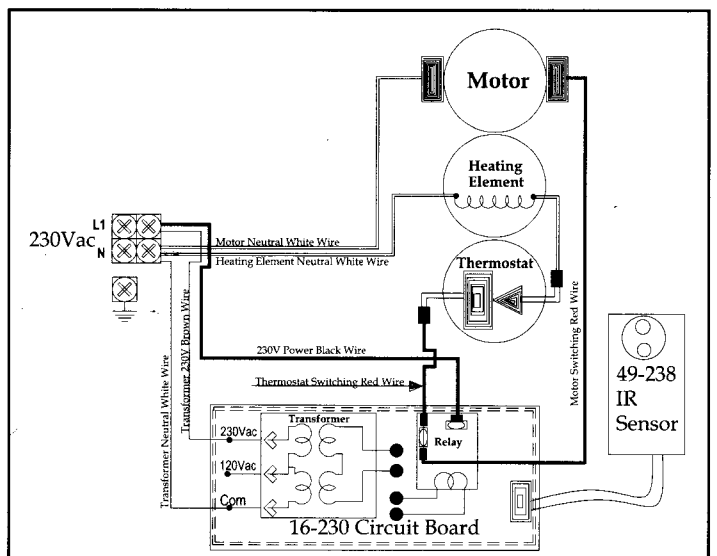 Motor
Heating
Element
L1
230Vac
N
Motor Neutral White Wire
Heating Element Neutral White Wire
Thermostat
Transformer Neutral White Wire
Transformer 230V Brown Wire
Motor Switching Red Wire
230V Power Black Wire
Thermostat Switching Red Wire
49-238
IR
Sensor
230Vac
Transformer
Relay
120Vac
Com
16-230 Circuit Board